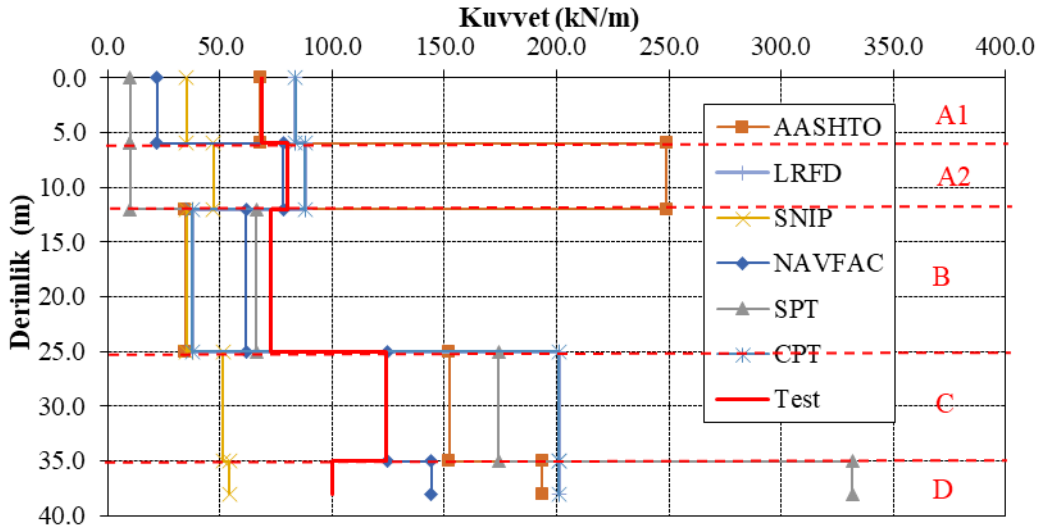 Kuvvet (kN/m)
0.0 50.0 100.0 150.0 200.0 250.0 300.0 350.0 400.0
Derinlik (m)
0.0
5.0
10.0
15.0
20.0
25.0
30.0
35.0
40.0
AASHTO
LRFD
SNIP
NAVFAC
SPT
CPT
Test
A1
A2
B
C
D